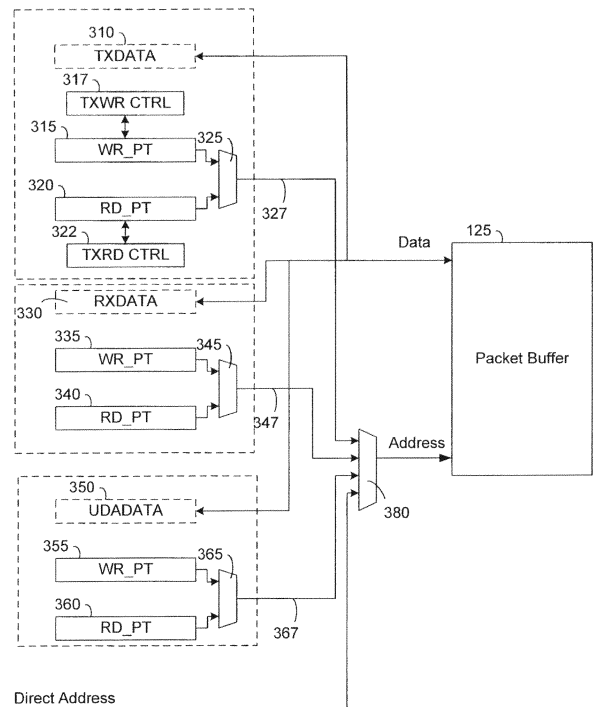 310
TXDATA
317
TXWR CTRL
315
WR_PT
325
320
RD_PT
327
322
TXRD CTRL
Data
125
Packet Buffer
330
RXDATA
335
WR_PT
345
340
RD_PT
347
Address
380
350
UDADATA
355
WR_PT
365
360
RD_PT
367
Direct Address